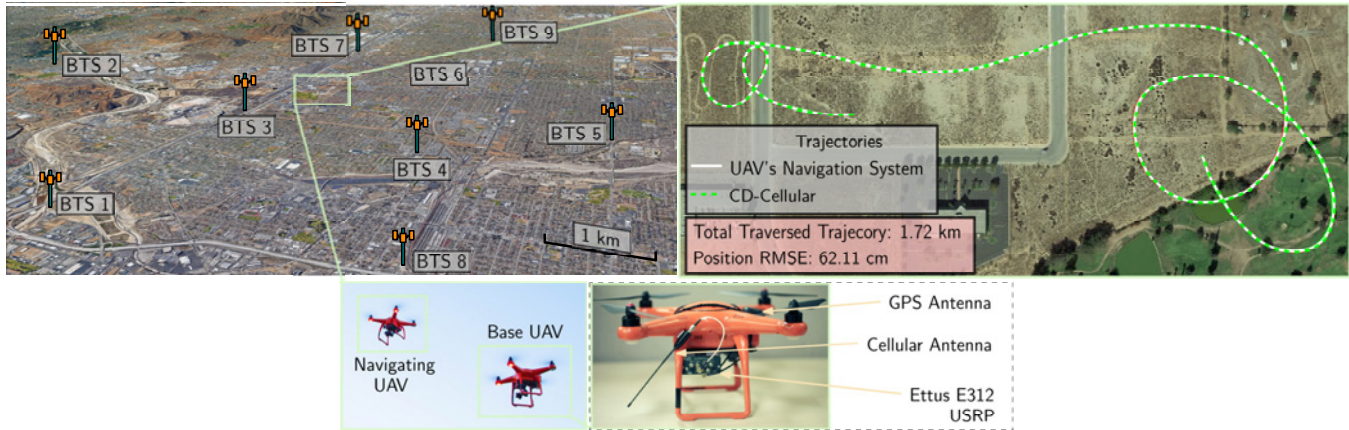 BTS 2
BTS 7
BTS 9
BTS 6
BTS 3
BTS 5
BTS 4
BTS 1
BTS 8
1 km
Trajectories
UAV's Navigation System
CD-Cellular
Total Traversed Trajecory: 1.72 km
Position RMSE: 62.11 cm
Base UAV
Navigating
UAV
GPS Antenna
Cellular Antenna
Ettus E312
USRP